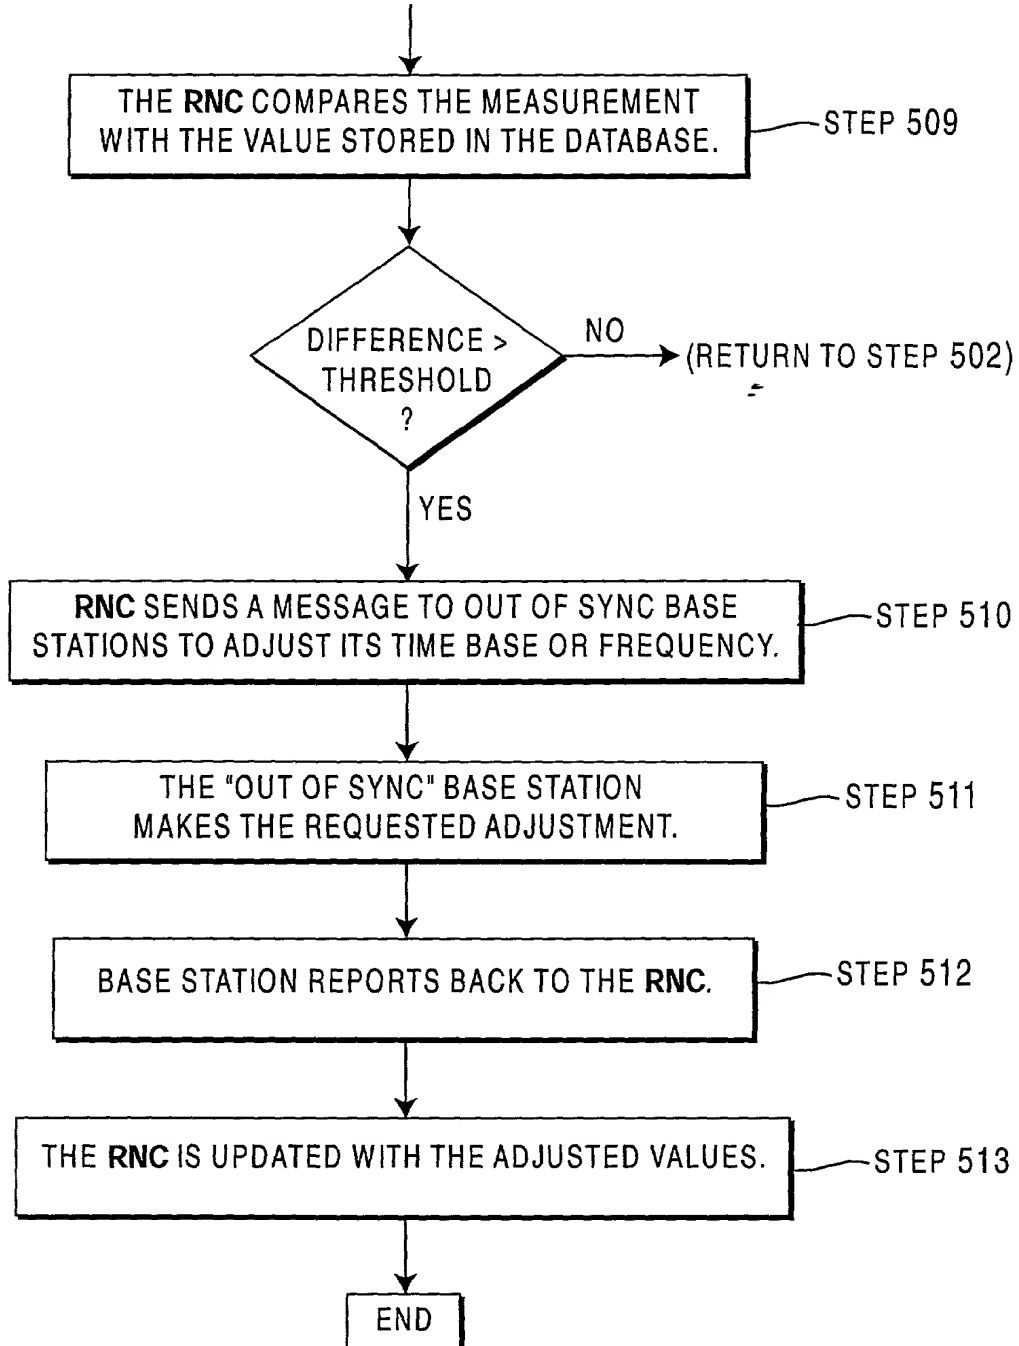 THE RNC COMPARES THE MEASUREMENT
WITH THE VALUE STORED IN THE DATABASE.
STEP 509
DIFFERENCE >
THRESHOLD
?
NO
(RETURN TO STEP 502)
YES
RNC SENDS A MESSAGE TO OUT OF SYNC BASE
STATIONS TO ADJUST ITS TIME BASE OR FREQUENCY.
STEP 510
THE "OUT OF SYNC" BASE STATION
MAKES THE REQUESTED ADJUSTMENT.
STEP 511
BASE STATION REPORTS BACK TO THE RNC.
STEP 512
THE RNC IS UPDATED WITH THE ADJUSTED VALUES.
STEP 513
END